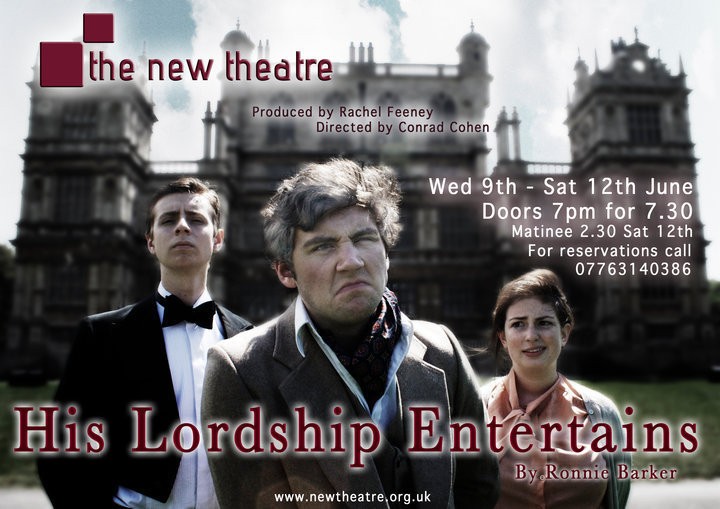 the new theatre
Produced by Rachel Feeney
Directed by Conrad Cohen
Wed 9th - Sat 12th June
Doors 7pm for 7.30
Matinee 2.30 Sat 12th
For reservations call
07763140386
His Lordship Entertains
By Ronnie Barker
www.newtheatre.org.uk